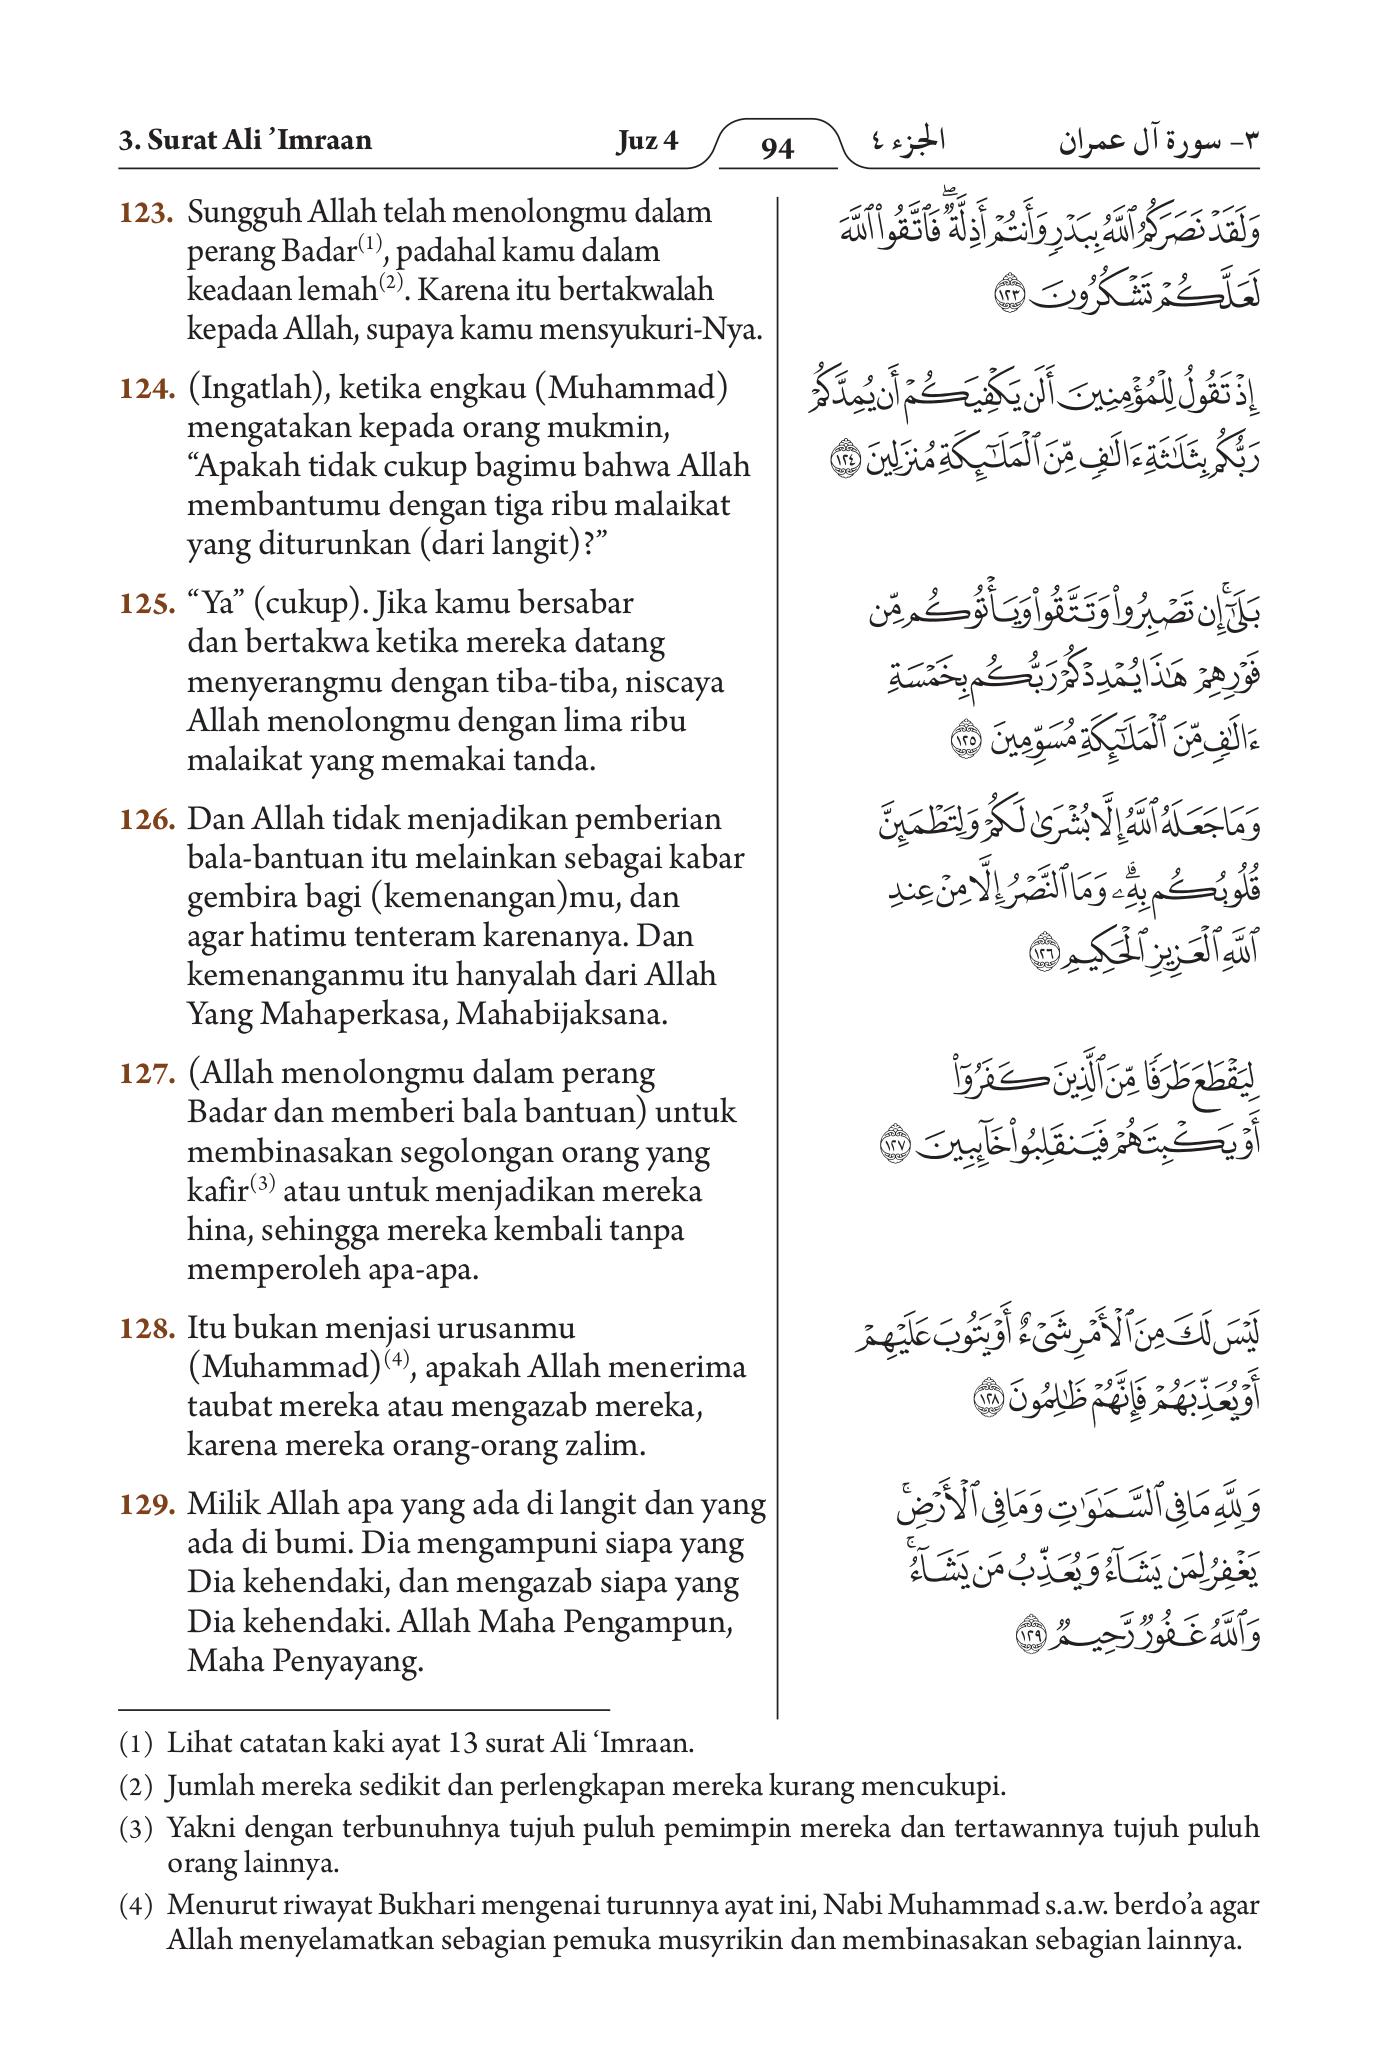 3. Surat Ali ’Imraan
Juz 4
94
الجزء ٤
٣- سورة آل عمران
123. Sungguh Allah telah menolongmu dalam
perang Badar(1), padahal kamu dalam
keadaan lemah(2). Karena itu bertakwalah
kepada Allah, supaya kamu mensyukuri-Nya.
124. (Ingatlah), ketika engkau (Muhammad)
mengatakan kepada orang mukmin,
“Apakah tidak cukup bagimu bahwa Allah
membantumu dengan tiga ribu malaikat
yang diturunkan (dari langit)?”
125. “Ya” (cukup). Jika kamu bersabar
dan bertakwa ketika mereka datang
menyerangmu dengan tiba-tiba, niscaya
Allah menolongmu dengan lima ribu
malaikat yang memakai tanda.
126. Dan Allah tidak menjadikan pemberian
bala-bantuan itu melainkan sebagai kabar
gembira bagi (kemenangan)mu, dan
agar hatimu tenteram karenanya. Dan
kemenanganmu itu hanyalah dari Allah
Yang Mahaperkasa, Mahabijaksana.
127. (Allah menolongmu dalam perang
Badar dan memberi bala bantuan) untuk
membinasakan segolongan orang yang
kafir(3) atau untuk menjadikan mereka
hina, sehingga mereka kembali tanpa
memperoleh apa-apa.
128. Itu bukan menjasi urusanmu
(Muhammad)(4), apakah Allah menerima
taubat mereka atau mengazab mereka,
karena mereka orang-orang zalim.
129. Milik Allah apa yang ada di langit dan yang
ada di bumi. Dia mengampuni siapa yang
Dia kehendaki, dan mengazab siapa yang
Dia kehendaki. Allah Maha Pengampun,
Maha Penyayang.
وَلَقَدْ نَصَرَكُمُ ٱللَّهُ بِبَدْرٍ وَأَنتُمْ أَذِلَّةٌ ۖ فَٱتَّقُوا۟ ٱللَّهَ
لَعَلَّكُمْ تَشْكُرُونَ ١٢٣
إِذْ تَقُولُ لِلْمُؤْمِنِينَ أَلَن يَكْفِيَكُمْ أَن يُمِدَّكُمْ
رَبُّكُم بِثَلَٰثَةِ ءَالَٰفٍ مِّنَ ٱلْمَلَٰٓئِكَةِ مُنزَلِينَ ١٢٤
بَلَىٰٓ ۚ إِن تَصْبِرُوا۟ وَتَتَّقُوا۟ وَيَأْتُوكُم مِّن
فَوْرِهِمْ هَٰذَا يُمْدِدْكُمْ رَبُّكُم بِخَمْسَةِ
ءَالَٰفٍ مِّنَ ٱلْمَلَٰٓئِكَةِ مُسَوِّمِينَ ١٢٥
وَمَا جَعَلَهُ ٱللَّهُ إِلَّا بُشْرَىٰ لَكُمْ وَلِتَطْمَئِنَّ
قُلُوبُكُم بِهِۦ ۗ وَمَا ٱلنَّصْرُ إِلَّا مِنْ عِندِ
ٱللَّهِ ٱلْعَزِيزِ ٱلْحَكِيمِ ١٢٦
لِيَقْطَعَ طَرَفًا مِّنَ ٱلَّذِينَ كَفَرُوٓا۟
أَوْ يَكْبِتَهُمْ فَيَنقَلِبُوا۟ خَآئِبِينَ ١٢٧
لَيْسَ لَكَ مِنَ ٱلْأَمْرِ شَىْءٌ أَوْ يَتُوبَ عَلَيْهِمْ
أَوْ يُعَذِّبَهُمْ فَإِنَّهُمْ ظَٰلِمُونَ ١٢٨
وَلِلَّهِ مَا فِى ٱلسَّمَٰوَٰتِ وَمَا فِى ٱلْأَرْضِ ۚ
يَغْفِرُ لِمَن يَشَآءُ وَيُعَذِّبُ مَن يَشَآءُ ۚ
وَٱللَّهُ غَفُورٌ رَّحِيمٌ ١٢٩
(1) Lihat catatan kaki ayat 13 surat Ali ‘Imraan.
(2) Jumlah mereka sedikit dan perlengkapan mereka kurang mencukupi.
(3) Yakni dengan terbunuhnya tujuh puluh pemimpin mereka dan tertawannya tujuh puluh
orang lainnya.
(4) Menurut riwayat Bukhari mengenai turunnya ayat ini, Nabi Muhammad s.a.w. berdo’a agar
Allah menyelamatkan sebagian pemuka musyrikin dan membinasakan sebagian lainnya.